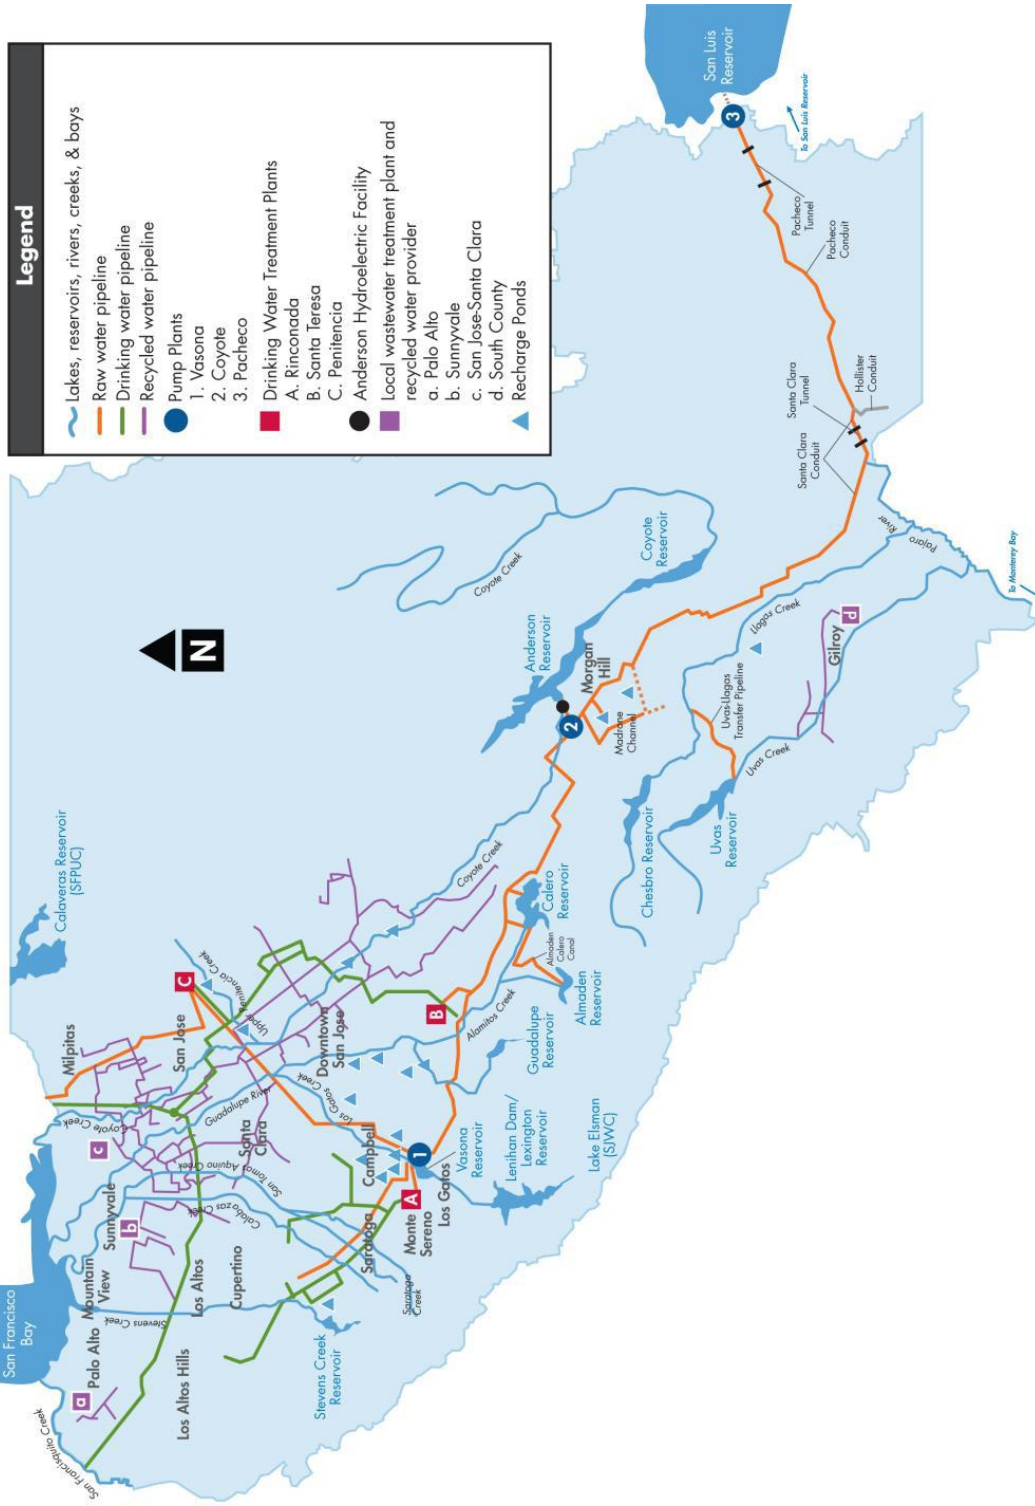 Legend
Lakes, reservoirs, rivers, creeks, & bays
Raw water pipeline
Drinking water pipeline
Recycled water pipeline
Pump Plants
1. Vasona
2. Coyote
3. Pacheco
Drinking Water Treatment Plants
A. Rinconada
B. Santa Teresa
C. Penitencia
Anderson Hydroelectric Facility
Local wastewater treatment plant and
recycled water provider
a. Palo Alto
b. Sunnyvale
c. San Jose-Santa Clara
d. South County
Recharge Ponds
N
San Francisco
Bay
San Francisquito Creek
a
Palo Alto
Mountain
View
Stevens Creek
Los Altos Hills
Los Altos
Sunnyvale
b
c
Cupertino
Calabazas Creek
San Tomas Aquino Creek
Santa
Clara
Coyote Creek
Guadalupe River
Milpitas
San Jose
C
Calaveras Reservoir
(SFPUC)
Upper Penitencia Creek
Downtown
San Jose
Los Gatos Creek
Campbell
Saratoga
Saratoga
Creek
Stevens Creek
Reservoir
Monte
Sereno
A
1
Los Gatos
Vasona
Reservoir
Lenihan Dam/
Lexington
Reservoir
Lake Elsman
(SJWC)
B
Alamitos Creek
Guadalupe
Reservoir
Almaden
Reservoir
Almaden
Calero
Canal
Calero
Reservoir
Coyote Creek
2
Anderson
Reservoir
Morgan
Hill
Madrone
Channel
Coyote Creek
Coyote
Reservoir
Chesbro Reservoir
Uvas
Reservoir
Uvas-Llagas
Transfer Pipeline
Uvas Creek
Llagas Creek
Gilroy
d
Pajaro
River
To Monterey Bay
Santa Clara
Conduit
Santa Clara
Tunnel
Hollister
Conduit
Pacheco
Conduit
Pacheco
Tunnel
3
San Luis
Reservoir
To San Luis Reservoir